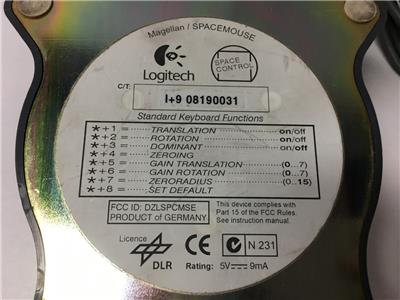 Magellan / SPACEMOUSE
Logitech
SPACE CONTROL
C/T: I+9 08190031
Standard Keyboard Functions
*+1 = TRANSLATION on/off
*+2 = ROTATION on/off
*+3 = DOMINANT on/off
*+4 = ZEROING
*+5 = GAIN TRANSLATION (0...7)
*+6 = GAIN ROTATION (0...7)
*+7 = ZERORADIUS (0...15)
*+8 = SET DEFAULT
FCC ID: DZLSPCMSE
PRODUCT of GERMANY
This device complies with
Part 15 of the FCC Rules.
See instruction manual.
Licence DLR CE N 231
Rating: 5V⎓ 9mA